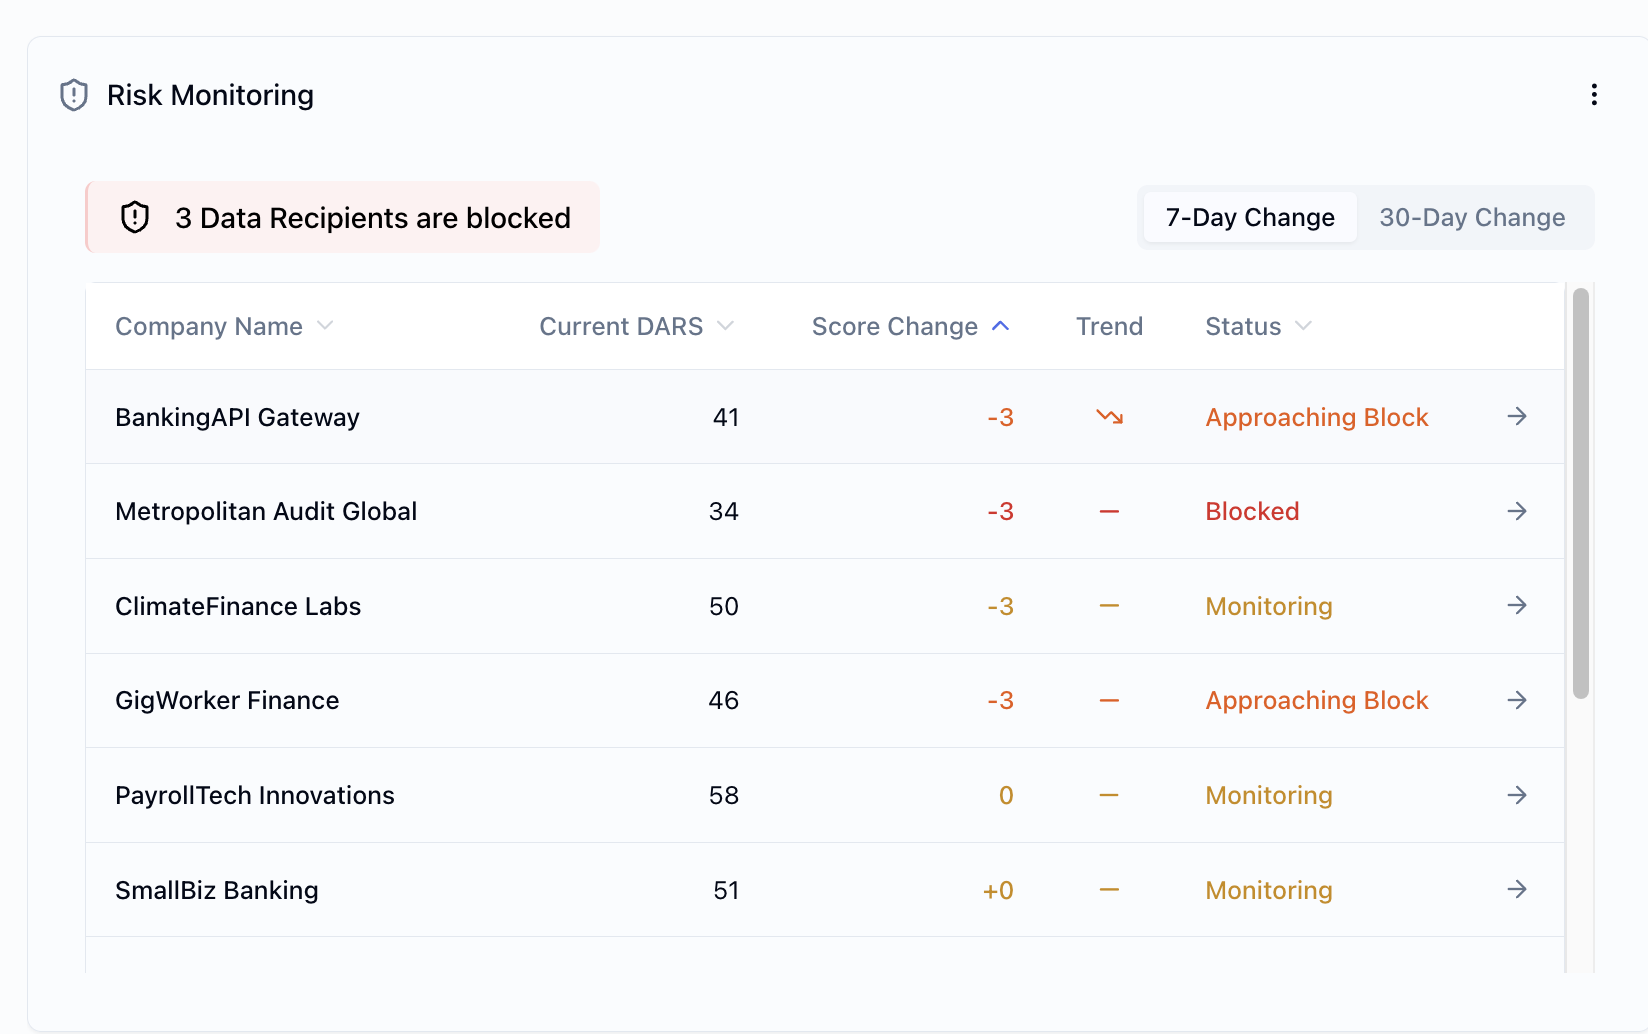 Risk Monitoring
3 Data Recipients are blocked
7-Day Change 30-Day Change
Company Name Current DARS Score Change Trend Status
BankingAPI Gateway 41 -3 Approaching Block
Metropolitan Audit Global 34 -3 Blocked
ClimateFinance Labs 50 -3 Monitoring
GigWorker Finance 46 -3 Approaching Block
PayrollTech Innovations 58 0 Monitoring
SmallBiz Banking 51 +0 Monitoring